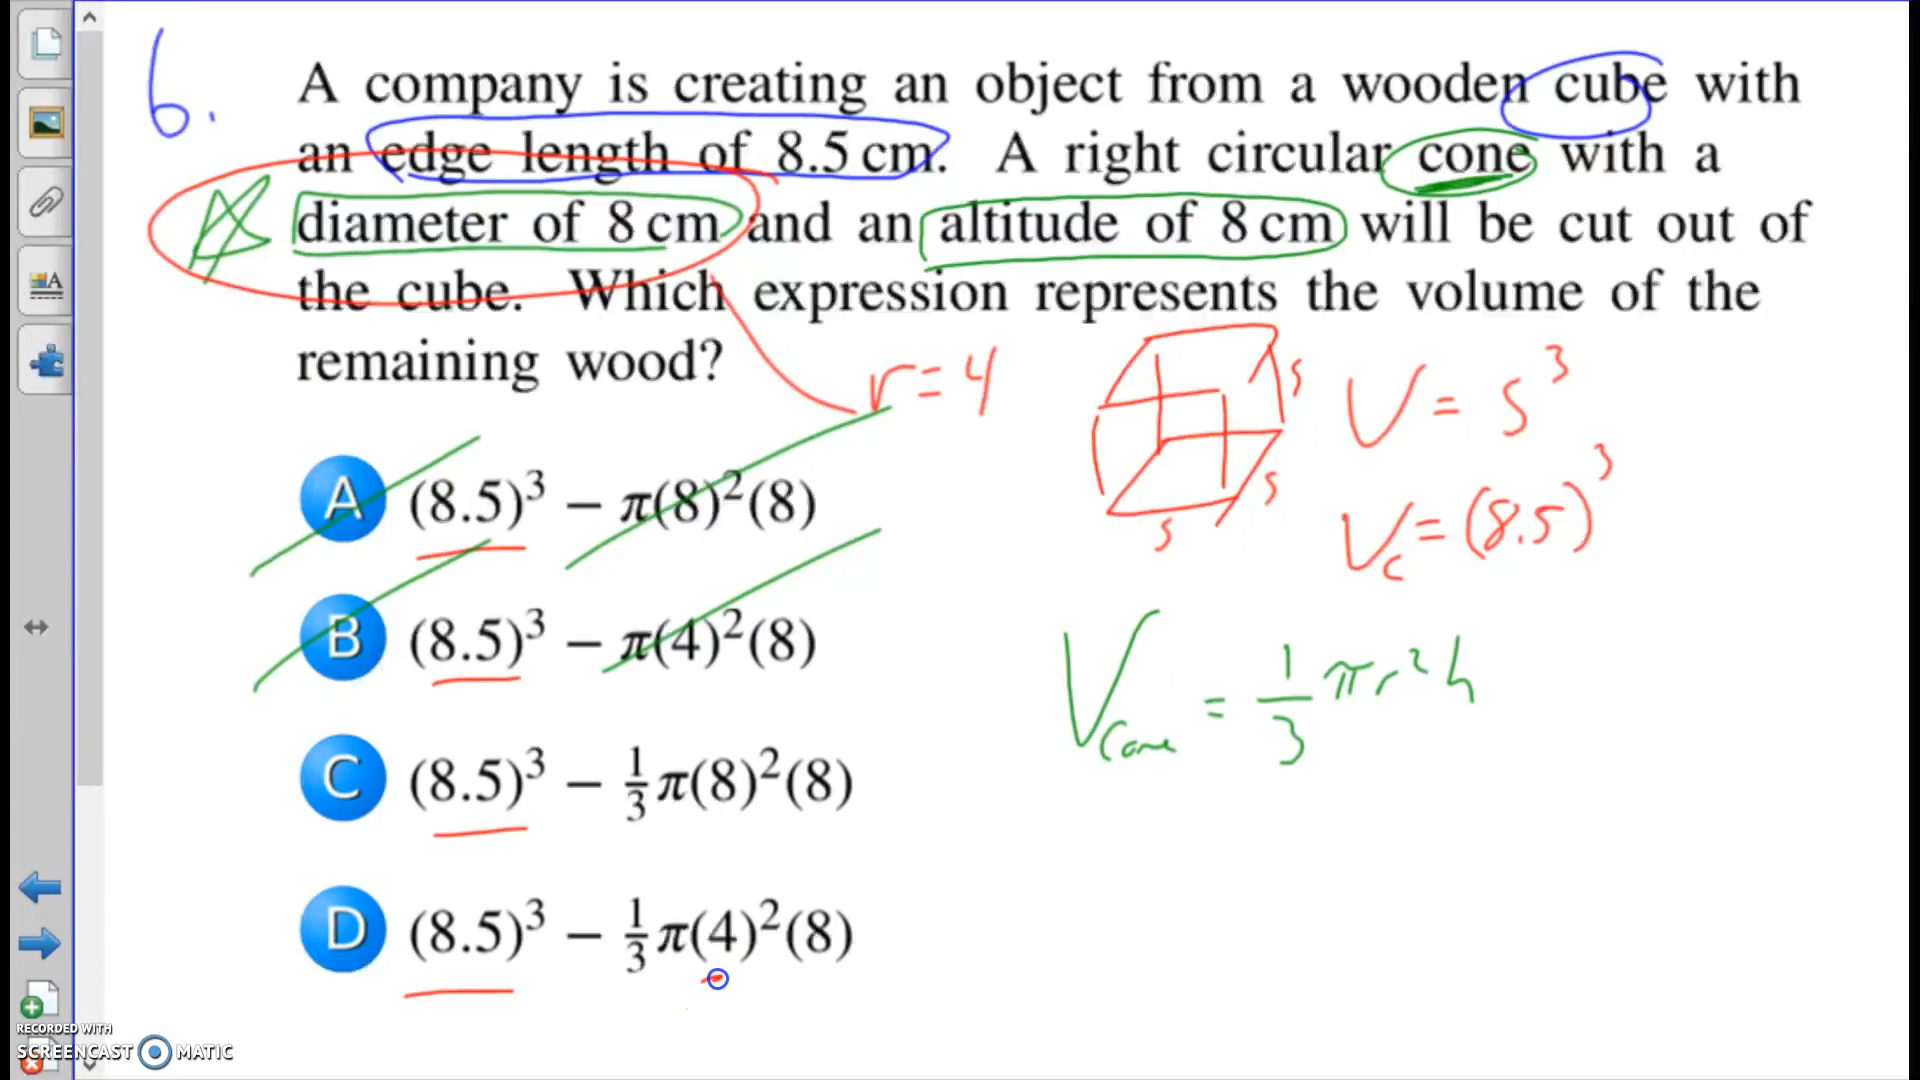 6.
A company is creating an object from a wooden cube with
an edge length of 8.5 cm. A right circular cone with a
diameter of 8 cm and an altitude of 8 cm will be cut out of
the cube. Which expression represents the volume of the
remaining wood?
r = 4
s
V = s³
s
s
V_c = (8.5)³
A (8.5)³ − π(8)²(8)
B (8.5)³ − π(4)²(8)
V_Cone = 1/3 πr²h
C (8.5)³ − 1/3 π(8)²(8)
D (8.5)³ − 1/3 π(4)²(8)
RECORDED WITH
SCREENCAST MATIC